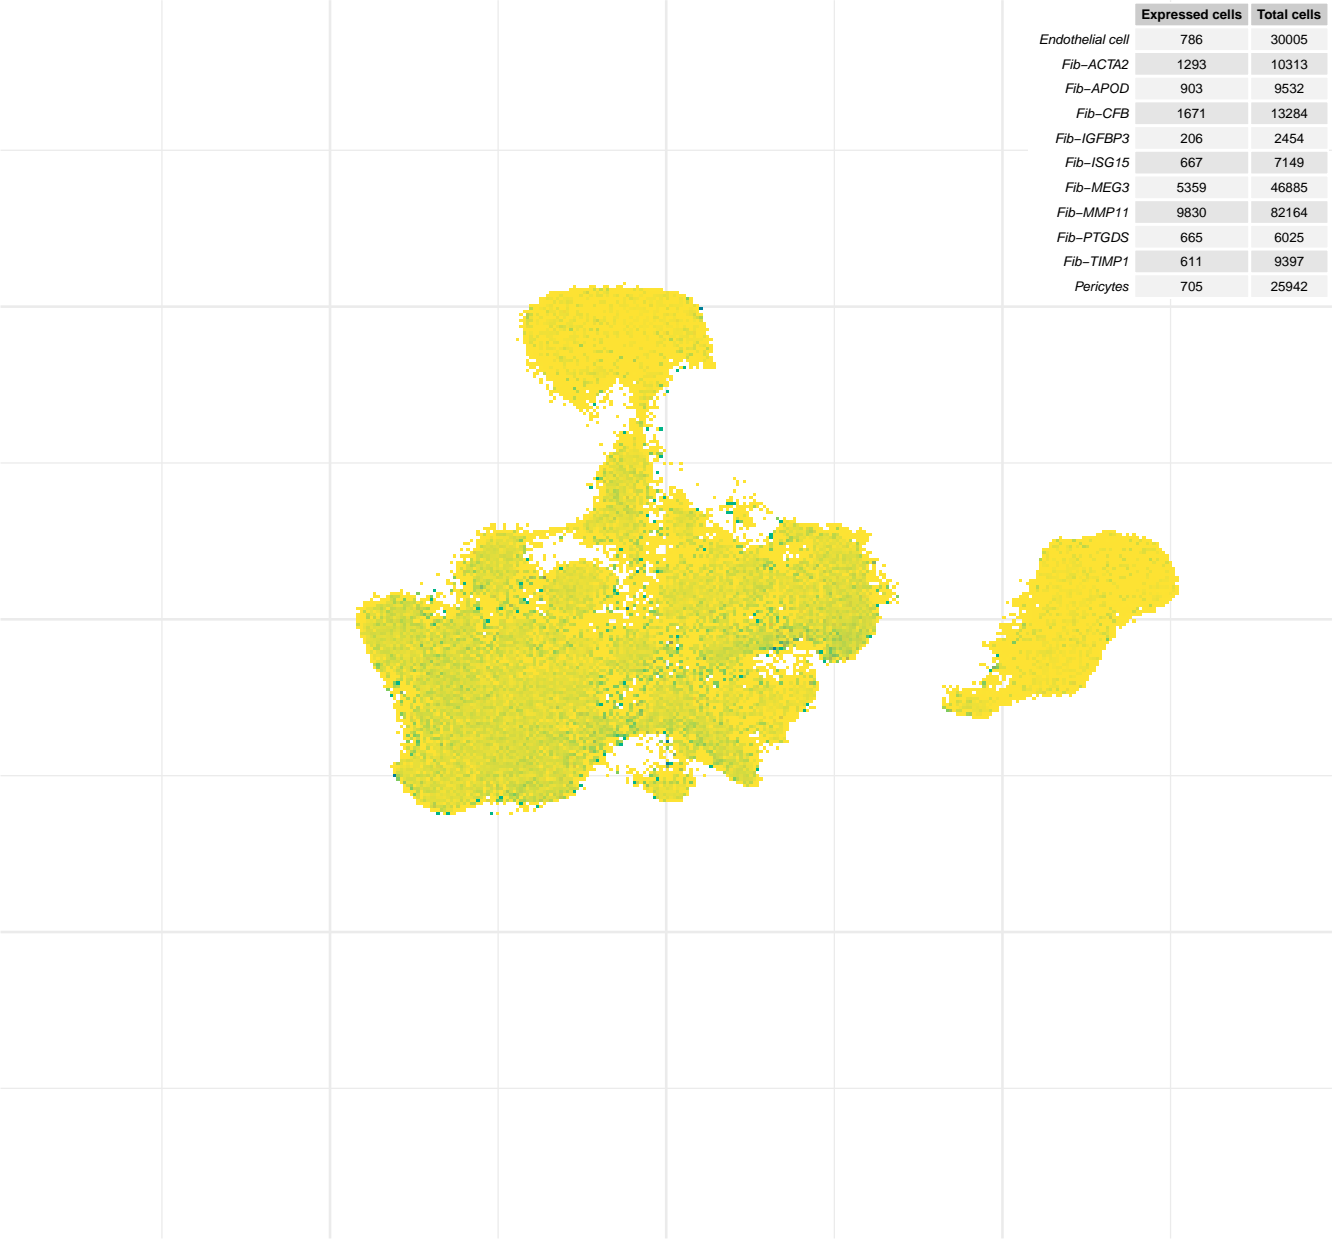 Expressed cells Total cells
Endothelial cell 786 30005
Fib−ACTA2 1293 10313
Fib−APOD 903 9532
Fib−CFB 1671 13284
Fib−IGFBP3 206 2454
Fib−ISG15 667 7149
Fib−MEG3 5359 46885
Fib−MMP11 9830 82164
Fib−PTGDS 665 6025
Fib−TIMP1 611 9397
Pericytes 705 25942